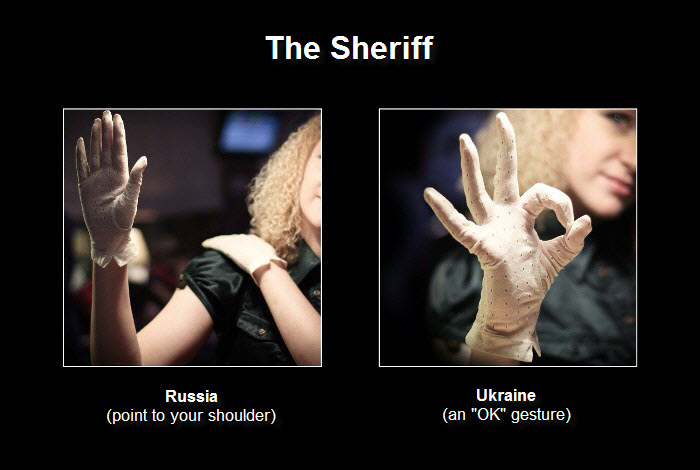 The Sheriff
Russia
(point to your shoulder)
Ukraine
(an "OK" gesture)